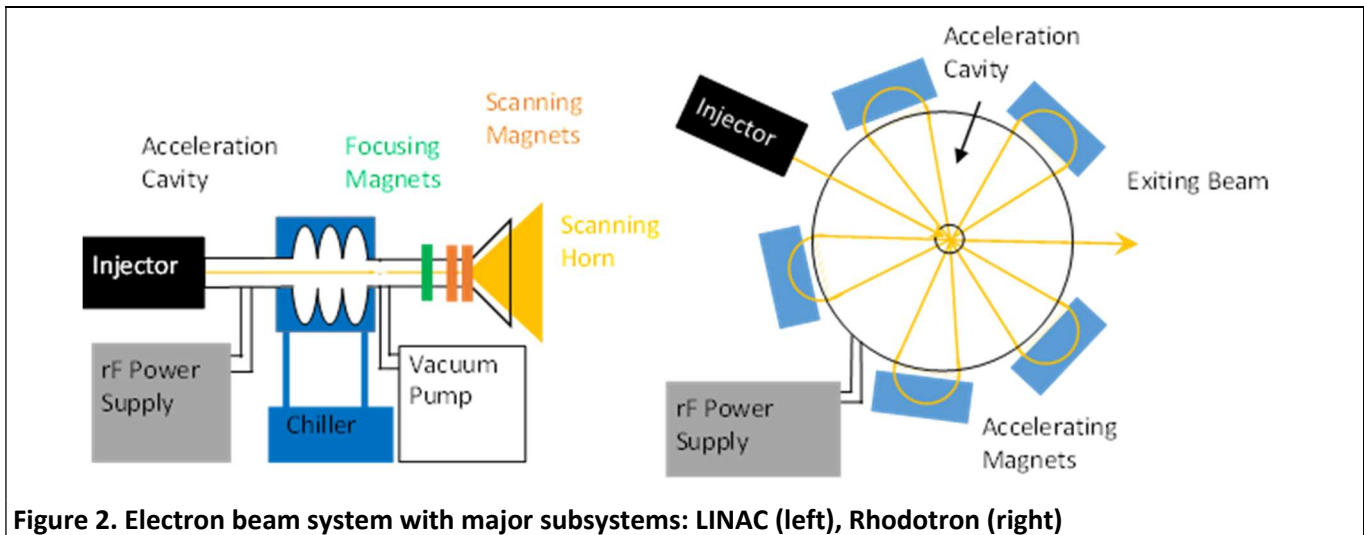 Acceleration
Cavity
Focusing
Magnets
Scanning
Magnets
Scanning
Horn
Injector
rF Power
Supply
Chiller
Vacuum
Pump
Acceleration
Cavity
Injector
Exiting Beam
rF Power
Supply
Accelerating
Magnets
Figure 2. Electron beam system with major subsystems: LINAC (left), Rhodotron (right)